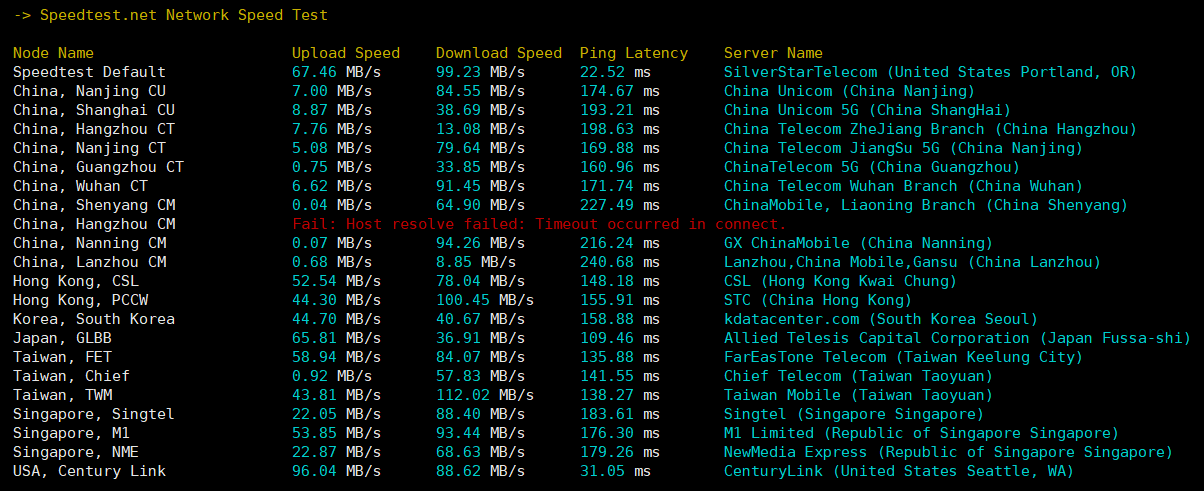 -> Speedtest.net Network Speed Test
Node Name Upload Speed Download Speed Ping Latency Server Name
Speedtest Default 67.46 MB/s 99.23 MB/s 22.52 ms SilverStarTelecom (United States Portland, OR)
China, Nanjing CU 7.00 MB/s 84.55 MB/s 174.67 ms China Unicom (China Nanjing)
China, Shanghai CU 8.87 MB/s 38.69 MB/s 193.21 ms China Unicom 5G (China ShangHai)
China, Hangzhou CT 7.76 MB/s 13.08 MB/s 198.63 ms China Telecom ZheJiang Branch (China Hangzhou)
China, Nanjing CT 5.08 MB/s 79.64 MB/s 169.88 ms China Telecom JiangSu 5G (China Nanjing)
China, Guangzhou CT 0.75 MB/s 33.85 MB/s 160.96 ms ChinaTelecom 5G (China Guangzhou)
China, Wuhan CT 6.62 MB/s 91.45 MB/s 171.74 ms China Telecom Wuhan Branch (China Wuhan)
China, Shenyang CM 0.04 MB/s 64.90 MB/s 227.49 ms ChinaMobile, Liaoning Branch (China Shenyang)
China, Hangzhou CM Fail: Host resolve failed: Timeout occurred in connect.
China, Nanning CM 0.07 MB/s 94.26 MB/s 216.24 ms GX ChinaMobile (China Nanning)
China, Lanzhou CM 0.68 MB/s 8.85 MB/s 240.68 ms Lanzhou,China Mobile,Gansu (China Lanzhou)
Hong Kong, CSL 52.54 MB/s 78.04 MB/s 148.18 ms CSL (Hong Kong Kwai Chung)
Hong Kong, PCCW 44.30 MB/s 100.45 MB/s 155.91 ms STC (China Hong Kong)
Korea, South Korea 44.70 MB/s 40.67 MB/s 158.88 ms kdatacenter.com (South Korea Seoul)
Japan, GLBB 65.81 MB/s 36.91 MB/s 109.46 ms Allied Telesis Capital Corporation (Japan Fussa-shi)
Taiwan, FET 58.94 MB/s 84.07 MB/s 135.88 ms FarEasTone Telecom (Taiwan Keelung City)
Taiwan, Chief 0.92 MB/s 57.83 MB/s 141.55 ms Chief Telecom (Taiwan Taoyuan)
Taiwan, TWM 43.81 MB/s 112.02 MB/s 138.27 ms Taiwan Mobile (Taiwan Taoyuan)
Singapore, Singtel 22.05 MB/s 88.40 MB/s 183.61 ms Singtel (Singapore Singapore)
Singapore, M1 53.85 MB/s 93.44 MB/s 176.30 ms M1 Limited (Republic of Singapore Singapore)
Singapore, NME 22.87 MB/s 68.63 MB/s 179.26 ms NewMedia Express (Republic of Singapore Singapore)
USA, Century Link 96.04 MB/s 88.62 MB/s 31.05 ms CenturyLink (United States Seattle, WA)